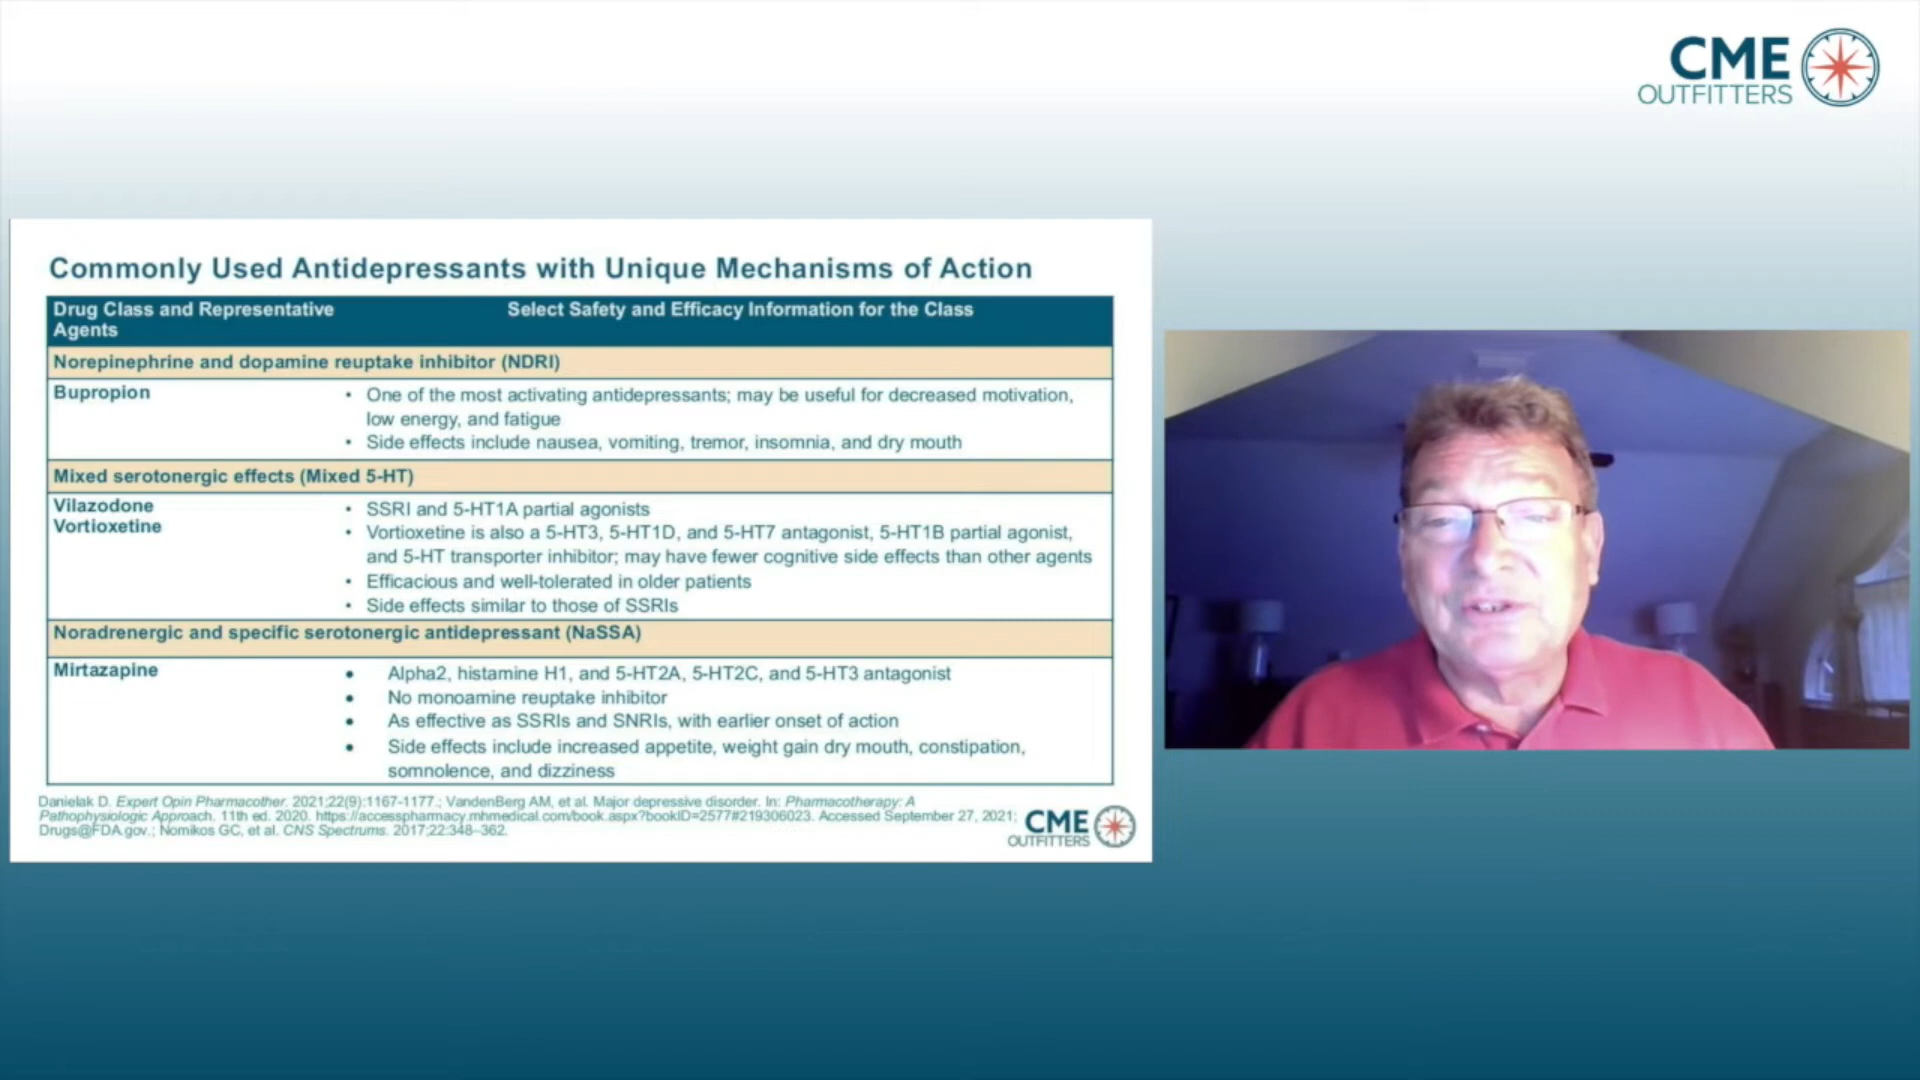 CME
OUTFITTERS
Commonly Used Antidepressants with Unique Mechanisms of Action
Drug Class and Representative
Agents
Select Safety and Efficacy Information for the Class
Norepinephrine and dopamine reuptake inhibitor (NDRI)
Bupropion
• One of the most activating antidepressants; may be useful for decreased motivation,
low energy, and fatigue
• Side effects include nausea, vomiting, tremor, insomnia, and dry mouth
Mixed serotonergic effects (Mixed 5-HT)
Vilazodone
Vortioxetine
• SSRI and 5-HT1A partial agonists
• Vortioxetine is also a 5-HT3, 5-HT1D, and 5-HT7 antagonist, 5-HT1B partial agonist,
and 5-HT transporter inhibitor; may have fewer cognitive side effects than other agents
• Efficacious and well-tolerated in older patients
• Side effects similar to those of SSRIs
Noradrenergic and specific serotonergic antidepressant (NaSSA)
Mirtazapine
• Alpha2, histamine H1, and 5-HT2A, 5-HT2C, and 5-HT3 antagonist
• No monoamine reuptake inhibitor
• As effective as SSRIs and SNRIs, with earlier onset of action
• Side effects include increased appetite, weight gain dry mouth, constipation,
somnolence, and dizziness
Danielak D. Expert Opin Pharmacother. 2021;22(9):1167-1177.; VandenBerg AM, et al. Major depressive disorder. In: Pharmacotherapy: A
Pathophysiologic Approach. 11th ed. 2020. https://accesspharmacy.mhmedical.com/book.aspx?bookID=2577#219306023. Accessed September 27, 2021;
Drugs@FDA.gov.; Nomikos GC, et al. CNS Spectrums. 2017;22:348–362.
CME
OUTFITTERS